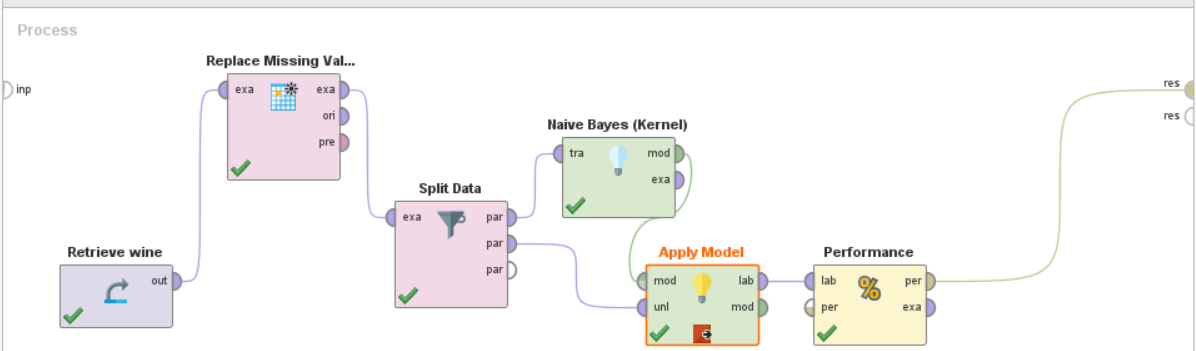 Process
inp
res
res
Retrieve wine
out
Replace Missing Val...
exa exa
ori
pre
Split Data
exa par
par
par
Naive Bayes (Kernel)
tra mod
exa
Apply Model
mod lab
unl mod
Performance
lab % per
per exa